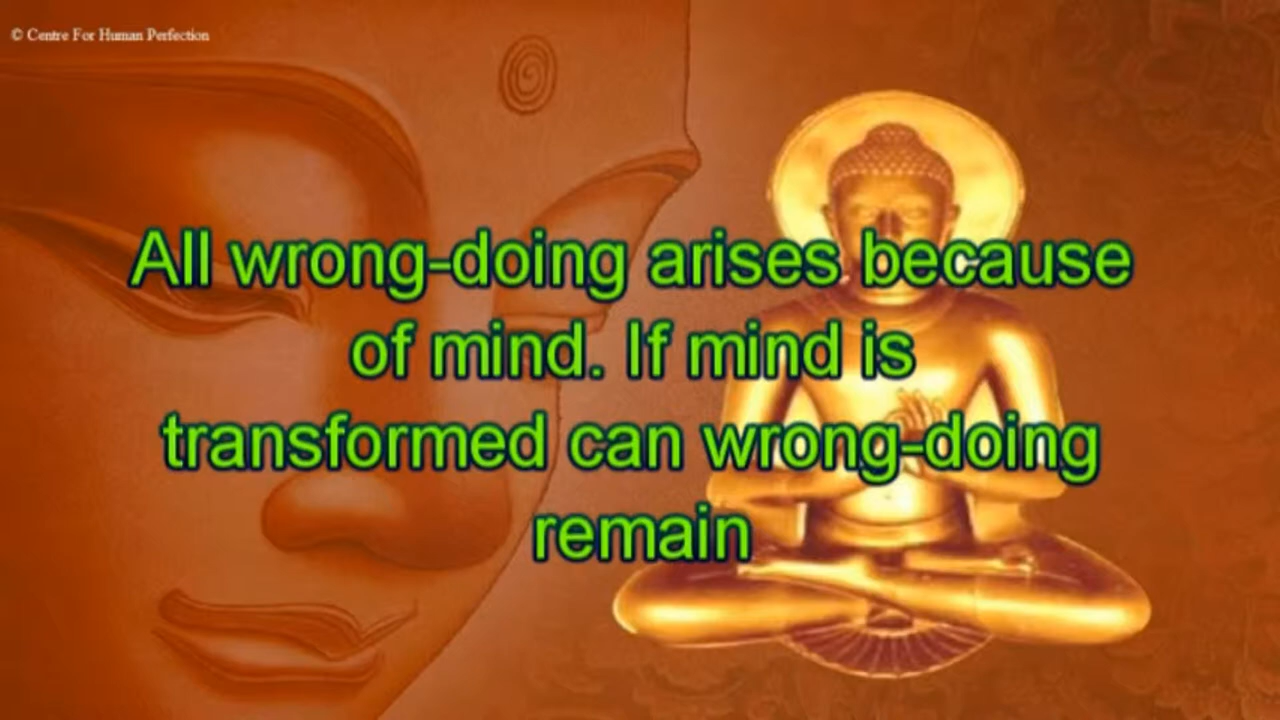 © Centre For Human Perfection
All wrong-doing arises because
of mind. If mind is
transformed can wrong-doing
remain